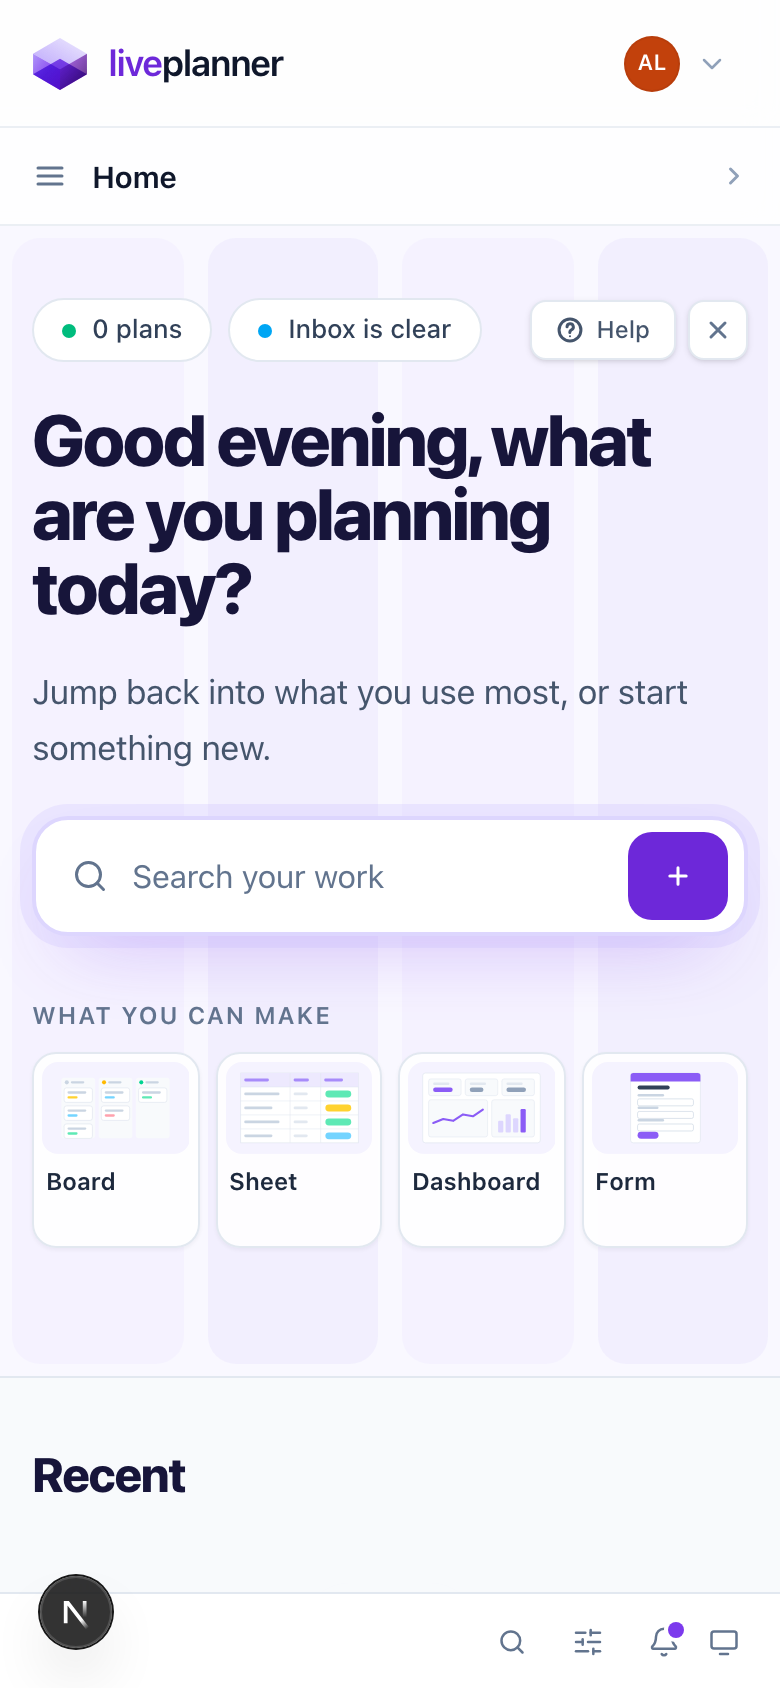 liveplanner
AL
Home
0 plans
Inbox is clear
Help
Good evening, what
are you planning
today?
Jump back into what you use most, or start
something new.
Search your work
WHAT YOU CAN MAKE
Board
Sheet
Dashboard
Form
Recent
N